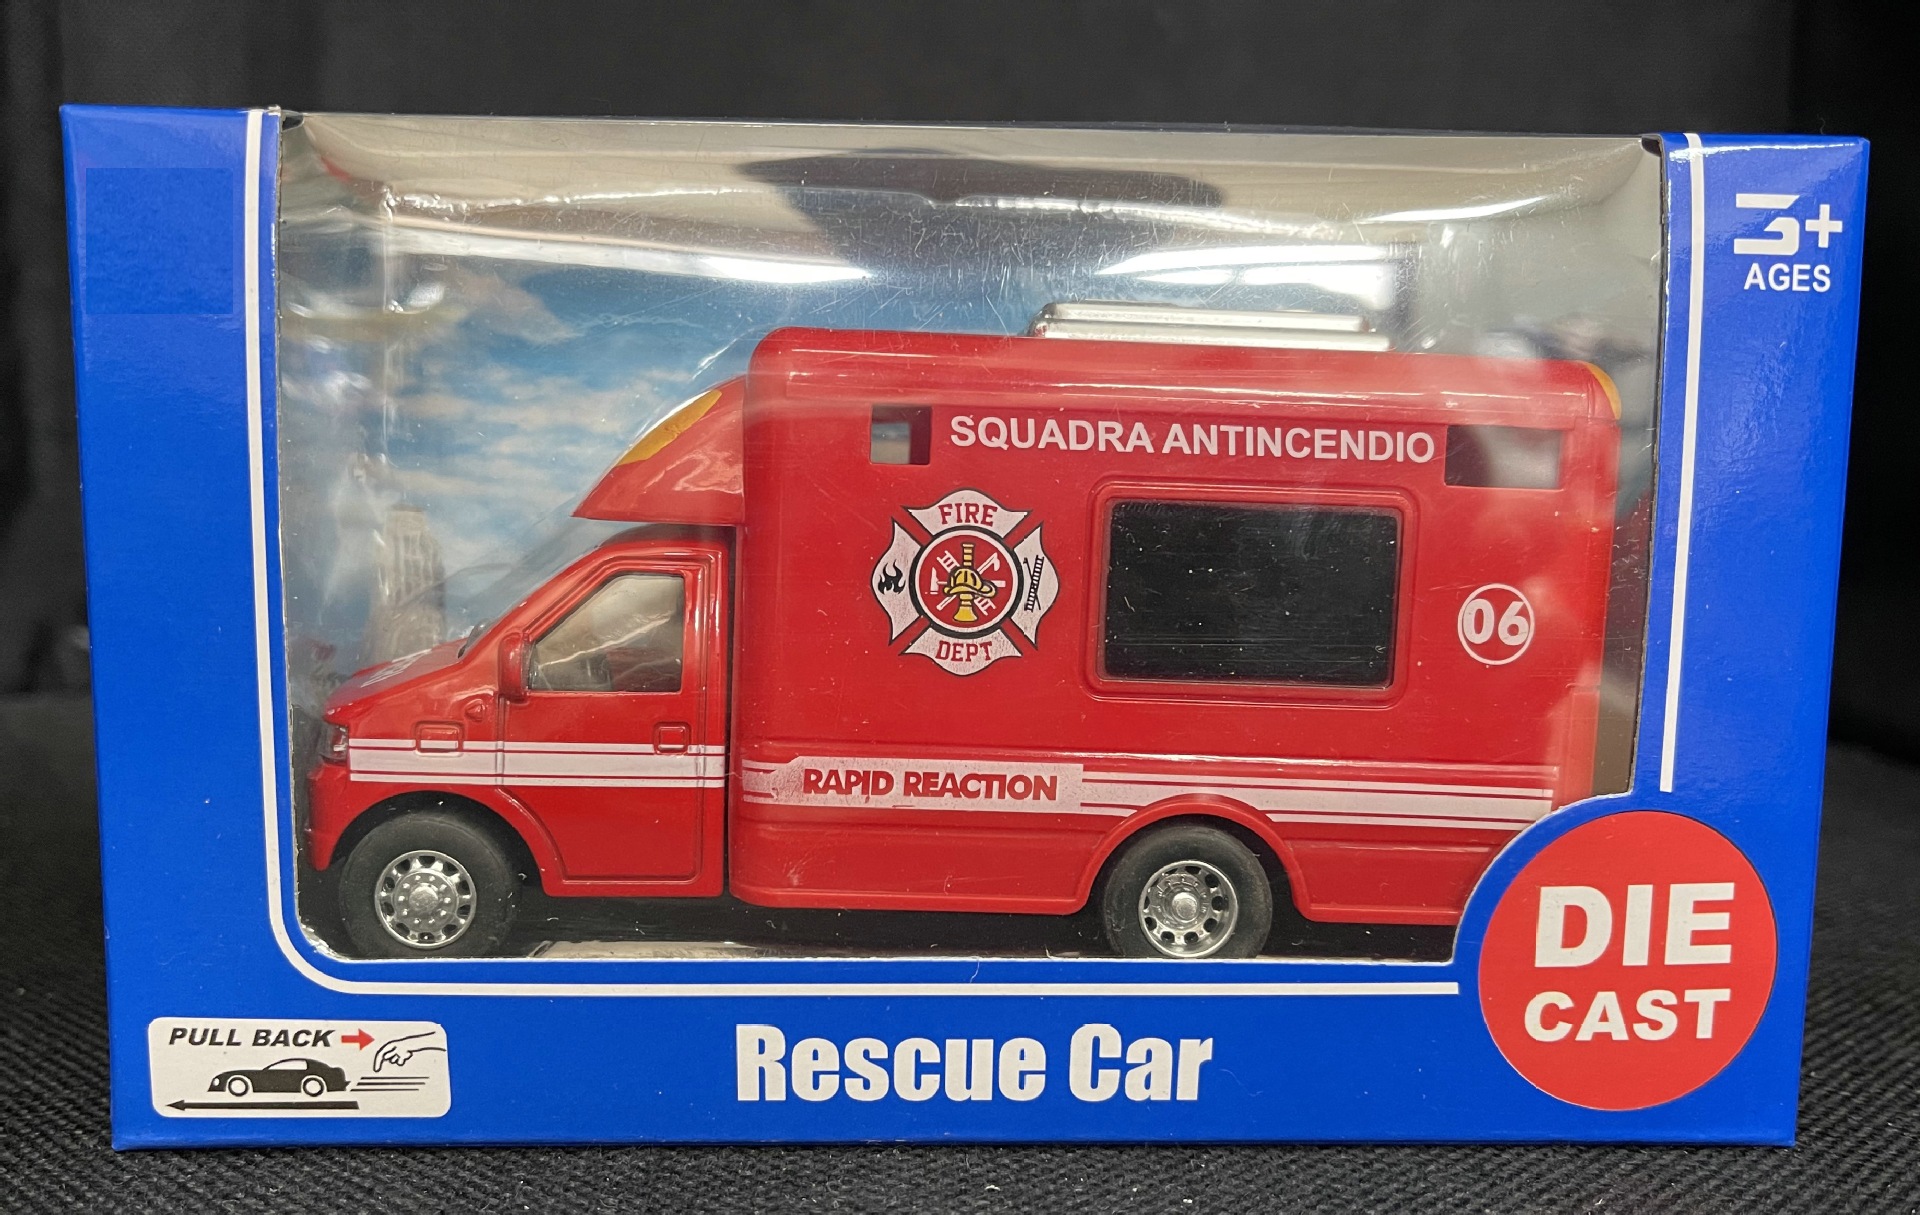 3+
AGES
SQUADRA ANTINCENDIO
FIRE
DEPT
06
RAPID REACTION
DIE
CAST
PULL BACK
Rescue Car